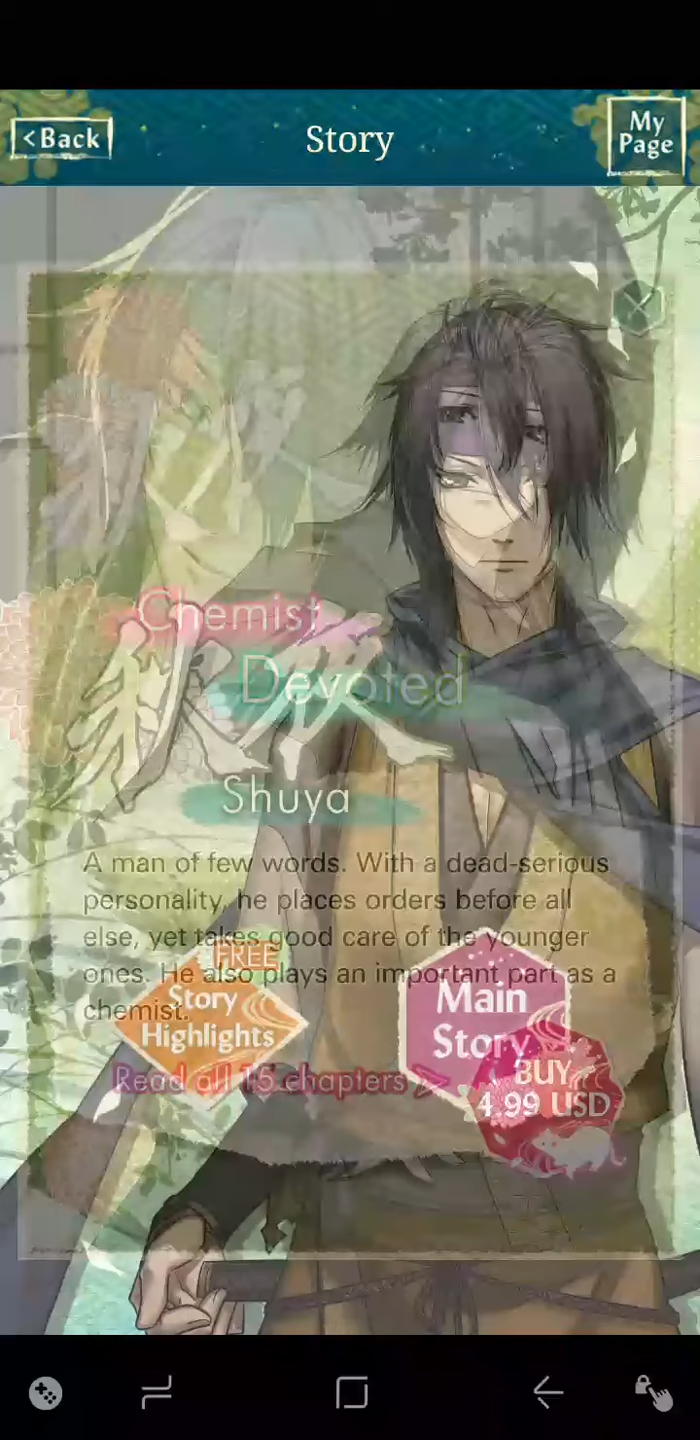 <Back
Story
My
Page
Chemist
Devoted
Shuya
A man of few words. With a dead-serious
personality, he places orders before all
else, yet takes good care of the younger
ones. He also plays an important part as a
chemist.
FREE
Story
Highlights
Main
Story
Read all 15 chapters
BUY
4.99 USD